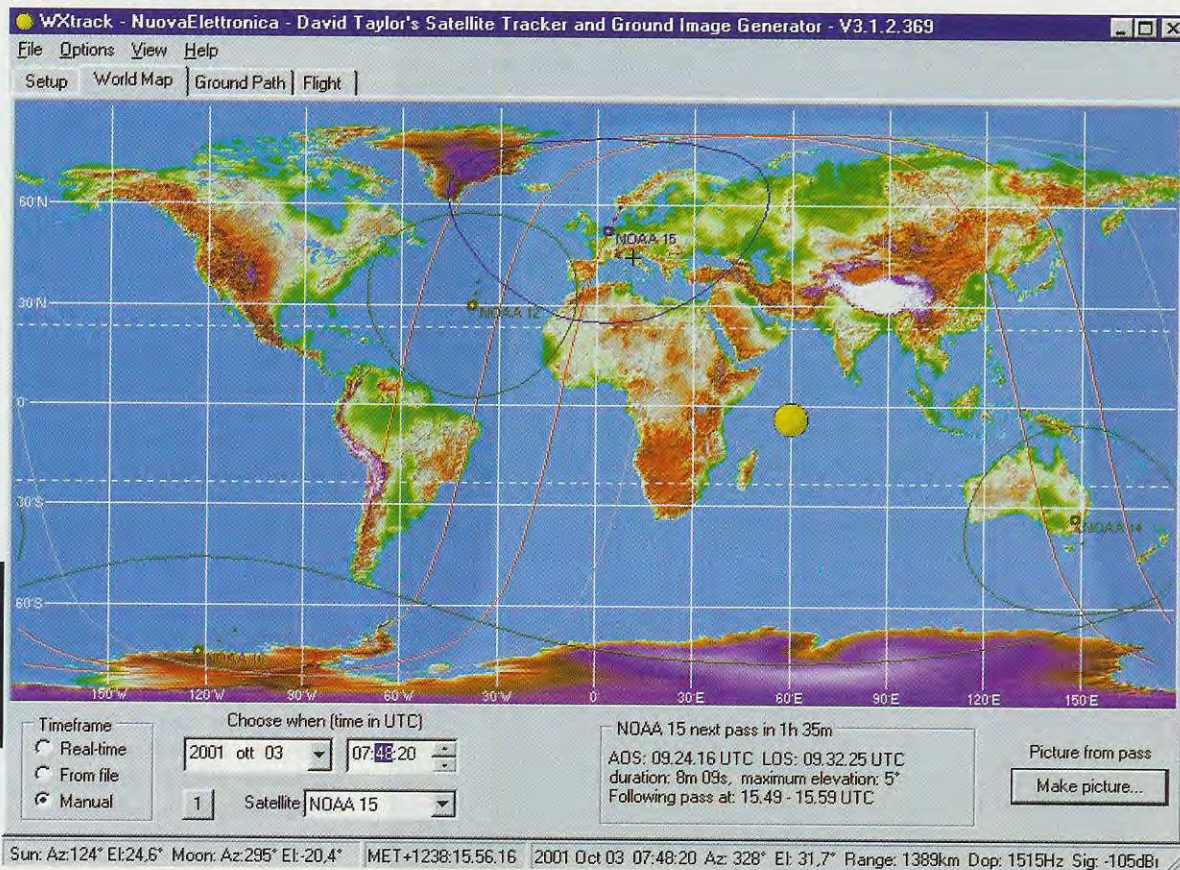 WXtrack - NuovaElettronica - David Taylor's Satellite Tracker and Ground Image Generator - V3.1.2.369
File Options View Help
Setup World Map Ground Path Flight
60°N
NOAA 15
30°N
NOAA 12
0°
30°S
NOAA 14
60°S
150°W 120°W 90°W 60°W 30°W 0 30°E 60°E 90°E 120°E 150°E
Timeframe
Real-time
From file
Manual
Choose when (time in UTC)
2001 ott 03 07:48:20
1 Satellite NOAA 15
NOAA 15 next pass in 1h 35m
AOS: 09.24.16 UTC LOS: 09.32.25 UTC
duration: 8m 09s, maximum elevation: 5°
Following pass at: 15.49 - 15.59 UTC
Picture from pass
Make picture...
Sun: Az:124° El:24,6° Moon: Az:295° El:-20,4° MET+1238:15.56.16 2001 Oct 03 07:48:20 Az: 328° El: 31,7° Range: 1389km Dop: 1515Hz Sig: